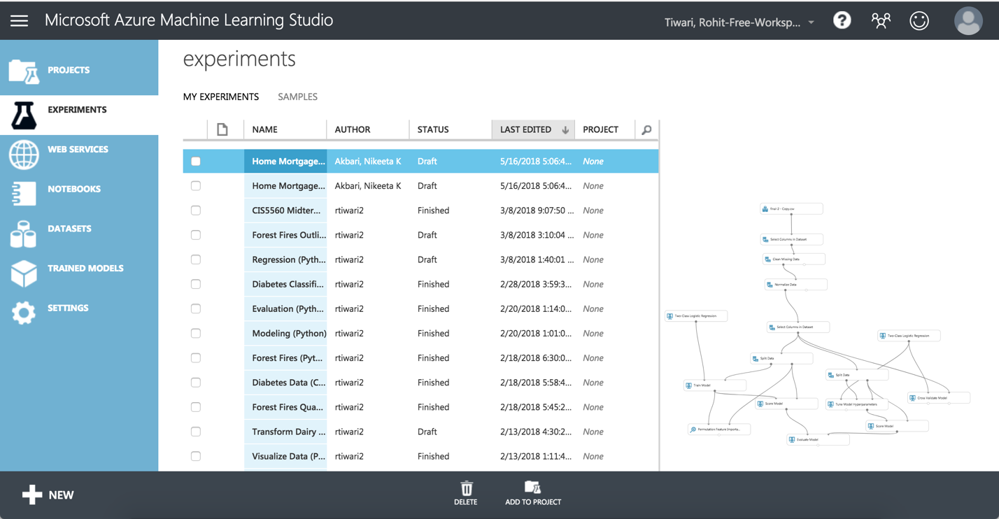 Microsoft Azure Machine Learning Studio
Tiwari, Rohit-Free-Worksp...
?
PROJECTS
EXPERIMENTS
WEB SERVICES
NOTEBOOKS
DATASETS
TRAINED MODELS
SETTINGS
experiments
MY EXPERIMENTS SAMPLES
NAME AUTHOR STATUS LAST EDITED PROJECT
Home Mortgage... Akbari, Nikeeta K Draft 5/16/2018 5:06:4... None
Home Mortgage... Akbari, Nikeeta K Draft 5/16/2018 5:06:4... None
CIS5560 Midter... rtiwari2 Finished 3/8/2018 9:07:50 ... None
Forest Fires Outli... rtiwari2 Draft 3/8/2018 3:10:04 ... None
Regression (Pyth... rtiwari2 Draft 3/8/2018 1:40:01 ... None
Diabetes Classifi... rtiwari2 Finished 2/28/2018 3:59:3... None
Evaluation (Pyth... rtiwari2 Finished 2/20/2018 1:14:0... None
Modeling (Python) rtiwari2 Finished 2/20/2018 1:01:0... None
Forest Fires (Pyt... rtiwari2 Finished 2/18/2018 6:30:0... None
Diabetes Data (C... rtiwari2 Finished 2/18/2018 5:58:4... None
Forest Fires Qua... rtiwari2 Finished 2/18/2018 5:45:2... None
Transform Dairy ... rtiwari2 Draft 2/13/2018 4:30:2... None
Visualize Data (P... rtiwari2 Finished 2/13/2018 1:11:4... None
final-2 - Copy.csv
Select Columns in Dataset
Clean Missing Data
Normalize Data
Two-Class Logistic Regression
Select Columns in Dataset
Two-Class Logistic Regression
Split Data
Split Data
Train Model
Cross Validate Model
Score Model
Tune Model Hyperparameters
Permutation Feature Importa...
Score Model
Evaluate Model
NEW
DELETE
ADD TO PROJECT